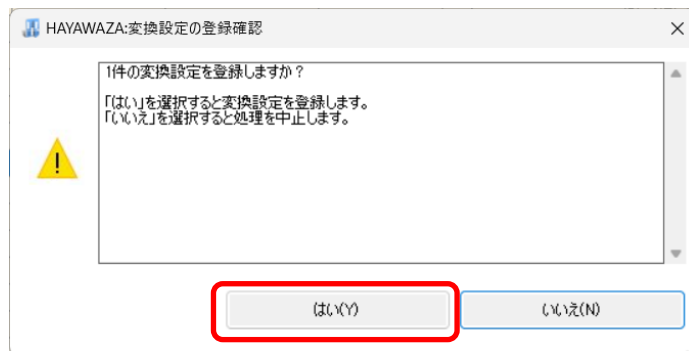 HAYAWAZA:変換設定の登録確認
1件の変換設定を登録しますか?
「はい」を選択すると変換設定を登録します。
「いいえ」を選択すると処理を中止します。
はい(Y)
いいえ(N)